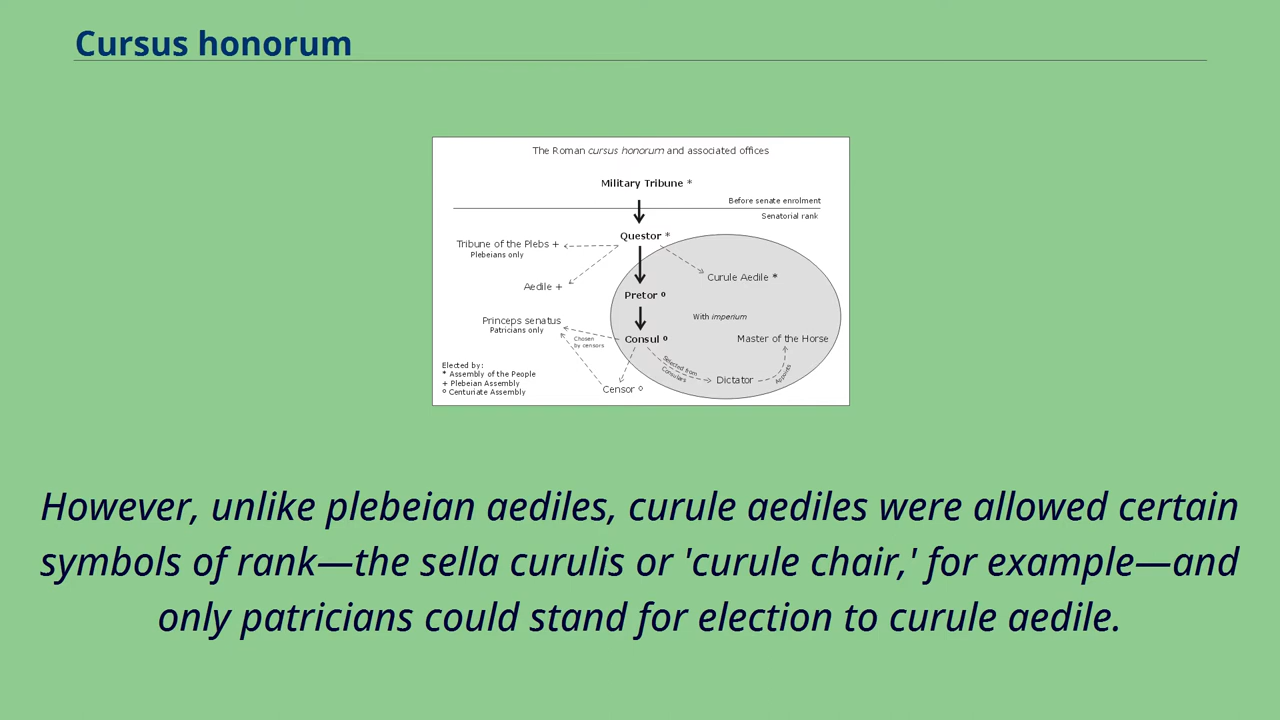 Cursus honorum
The Roman cursus honorum and associated offices
Military Tribune *
Before senate enrolment
Senatorial rank
Questor *
Tribune of the Plebs +
Plebeians only
Curule Aedile *
Aedile +
Pretor º
With imperium
Princeps senatus
Patricians only
Chosen
by censors
Consul º
Master of the Horse
Selected from
Consulars
Appoints
Dictator
Censor º
Elected by:
* Assembly of the People
+ Plebeian Assembly
º Centuriate Assembly
However, unlike plebeian aediles, curule aediles were allowed certain
symbols of rank—the sella curulis or 'curule chair,' for example—and
only patricians could stand for election to curule aedile.